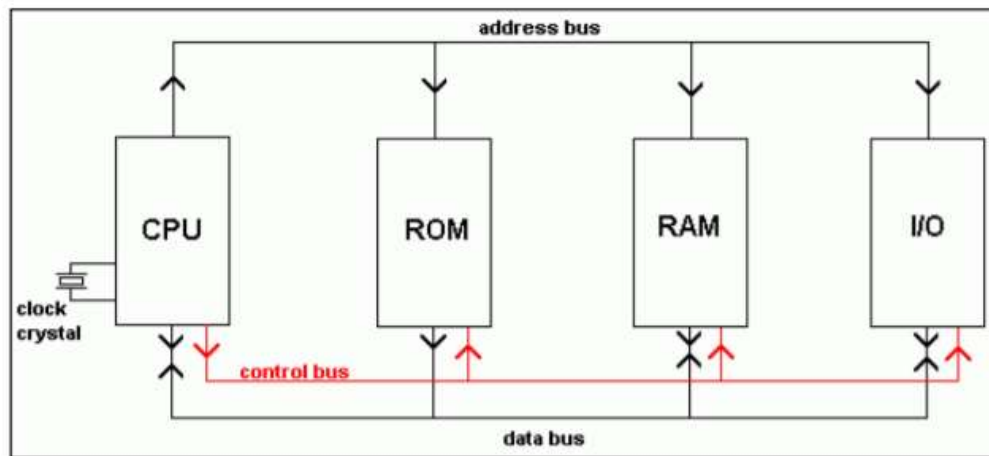 address bus
CPU
ROM
RAM
I/O
clock
crystal
control bus
data bus